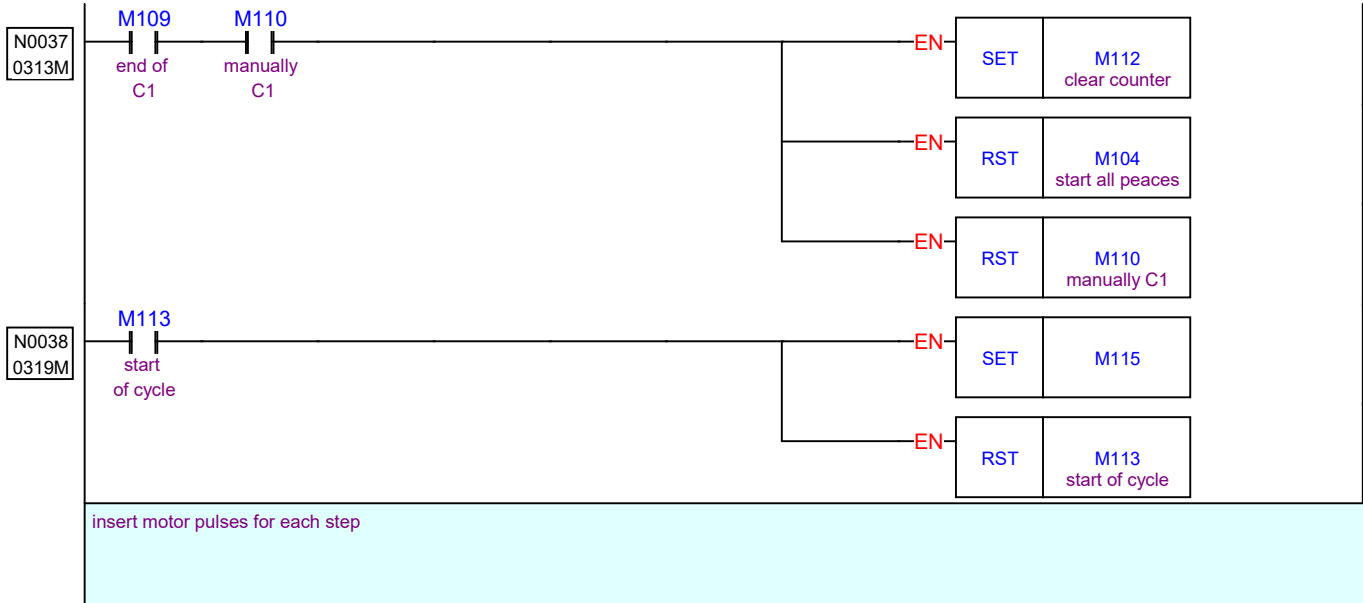 M109 M110
N0037
0313M
end of
C1
manually
C1
EN
SET M112
clear counter
EN
RST M104
start all peaces
EN
RST M110
manually C1
M113
N0038
0319M
start
of cycle
EN
SET M115
EN
RST M113
start of cycle
insert motor pulses for each step